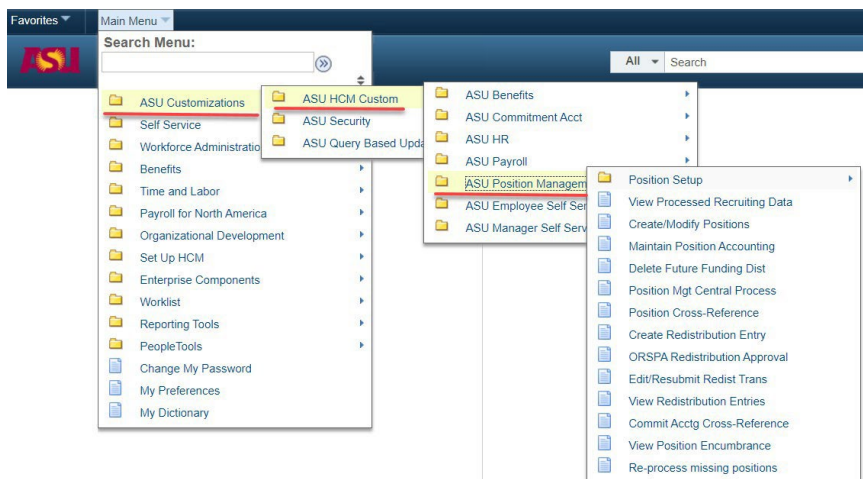 Favorites
Main Menu
Search Menu:
ASU
All
Search
ASU Customizations
Self Service
Workforce Administratio
Benefits
Time and Labor
Payroll for North America
Organizational Development
Set Up HCM
Enterprise Components
Worklist
Reporting Tools
PeopleTools
Change My Password
My Preferences
My Dictionary
ASU HCM Custom
ASU Security
ASU Query Based Upda
ASU Benefits
ASU Commitment Acct
ASU HR
ASU Payroll
ASU Position Managem
ASU Employee Self Ser
ASU Manager Self Serv
Position Setup
View Processed Recruiting Data
Create/Modify Positions
Maintain Position Accounting
Delete Future Funding Dist
Position Mgt Central Process
Position Cross-Reference
Create Redistribution Entry
ORSPA Redistribution Approval
Edit/Resubmit Redist Trans
View Redistribution Entries
Commit Acctg Cross-Reference
View Position Encumbrance
Re-process missing positions